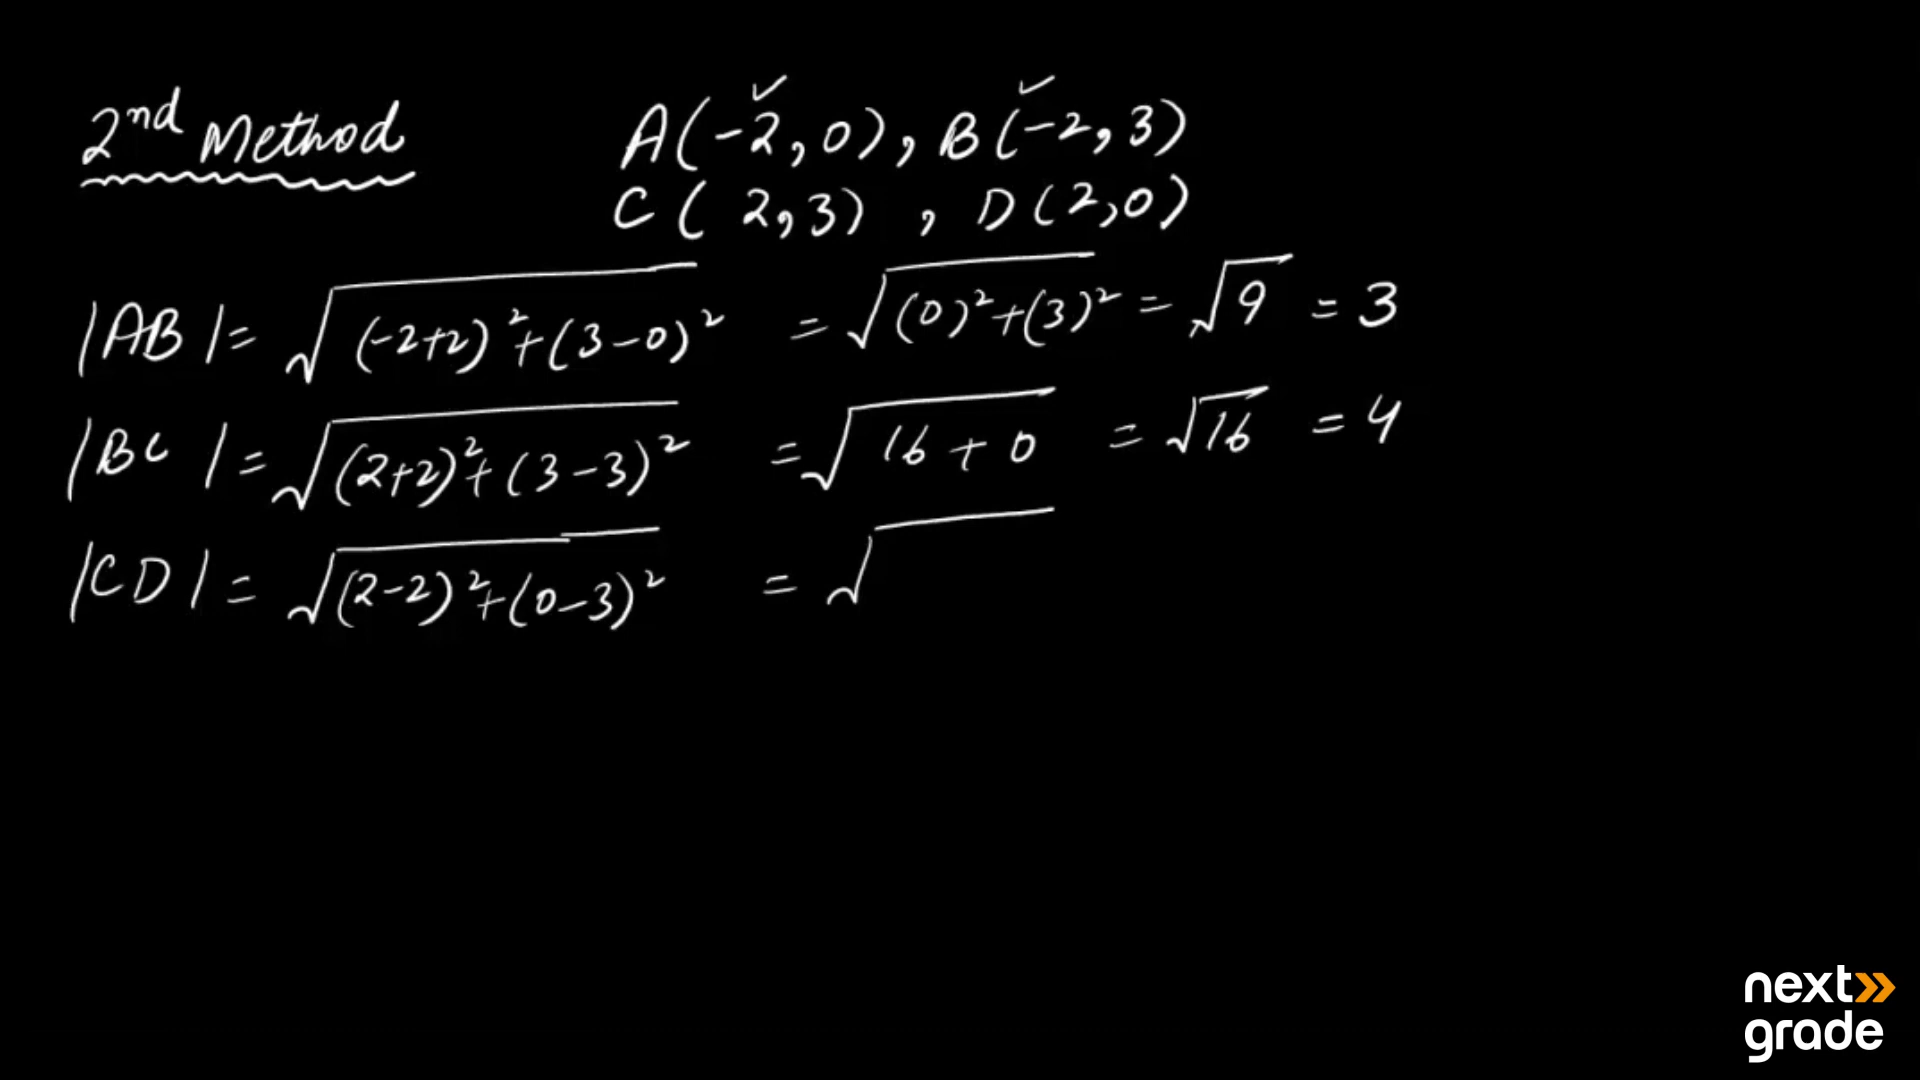 2nd Method
A(-2,0), B(-2,3)
C(2,3), D(2,0)
|AB| = √((-2+2)²+(3-0)²) = √((0)²+(3)²) = √9 = 3
|BC| = √((2+2)²+(3-3)²) = √(16+0) = √16 = 4
|CD| = √((2-2)²+(0-3)²) = √
next
grade